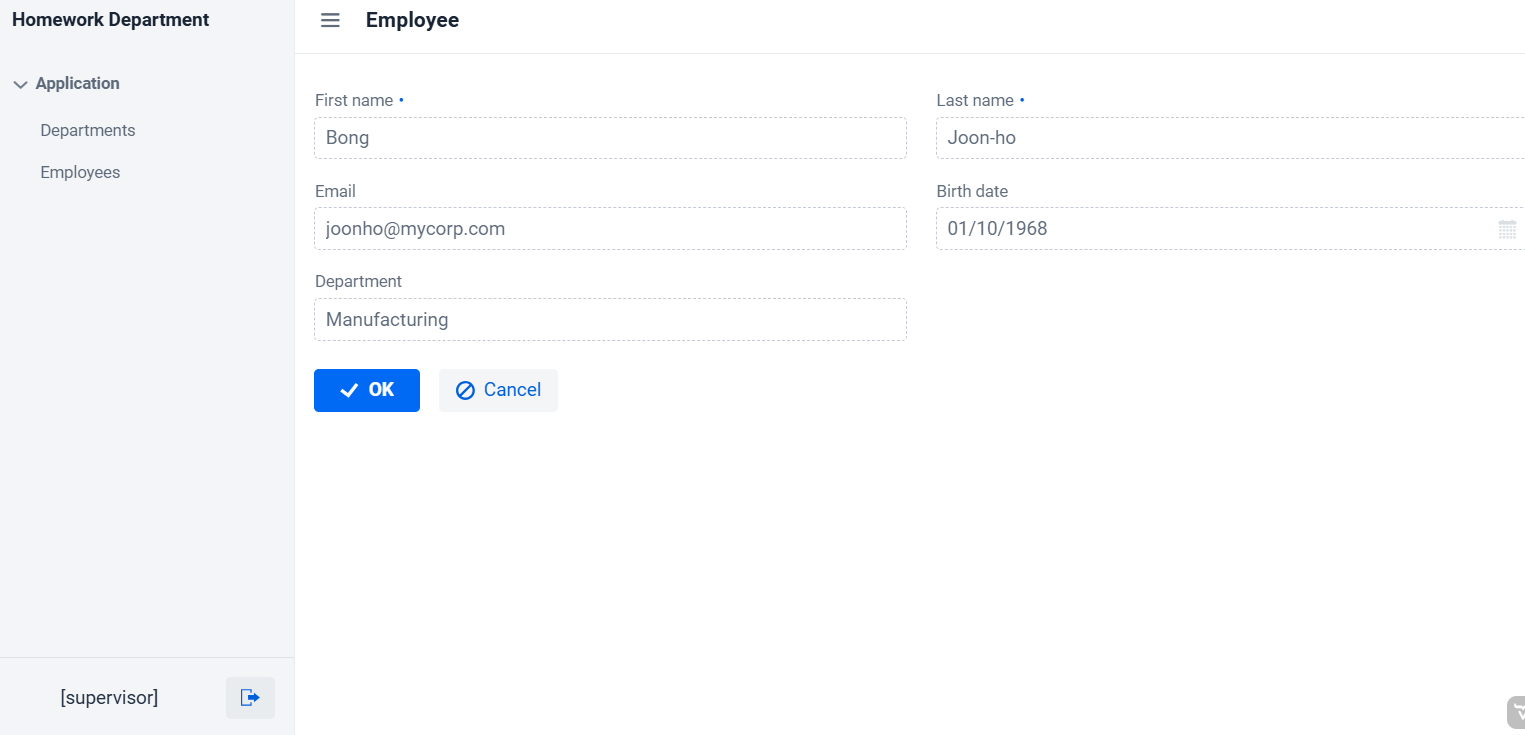 Homework Department
Employee
Application
Departments
Employees
First name •
Last name •
Bong
Joon-ho
Email
Birth date
joonho@mycorp.com
01/10/1968
Department
Manufacturing
OK
Cancel
[supervisor]